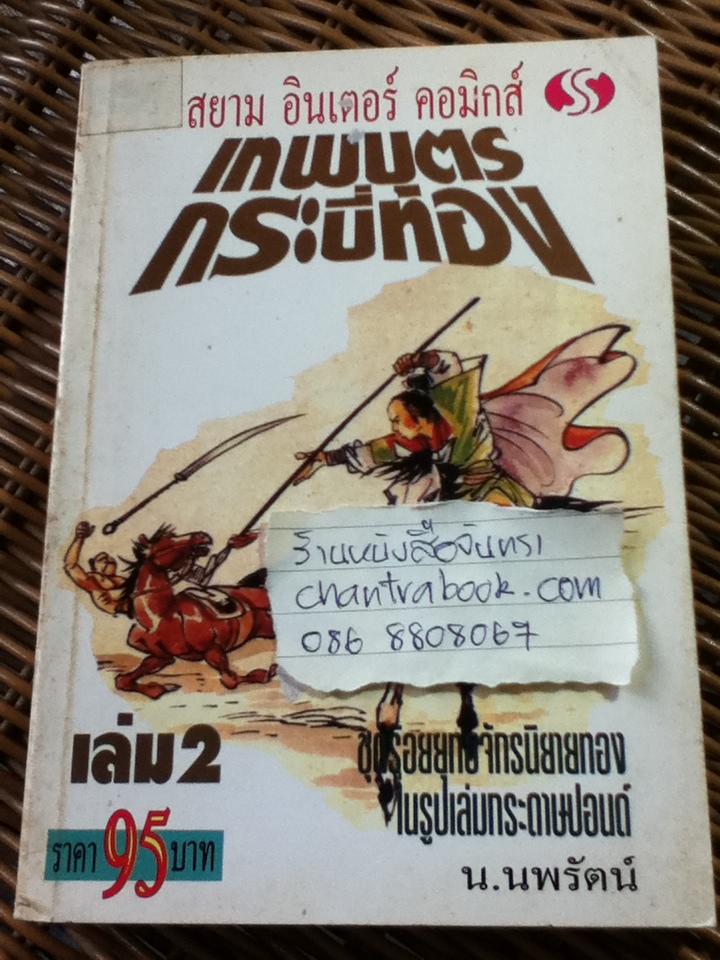 สยาม อินเตอร์ คอมิกส์
เทพบุตร
กระบี่ท้อง
ร้านหนังสือจันทรา
chantrabook.com
086 8808067
เล่ม 2
ชุดร้อยยุทธจักรนิยายทอง
ในรูปเล่มกระดาษปอนด์
ราคา 95 บาท
น.นพรัตน์